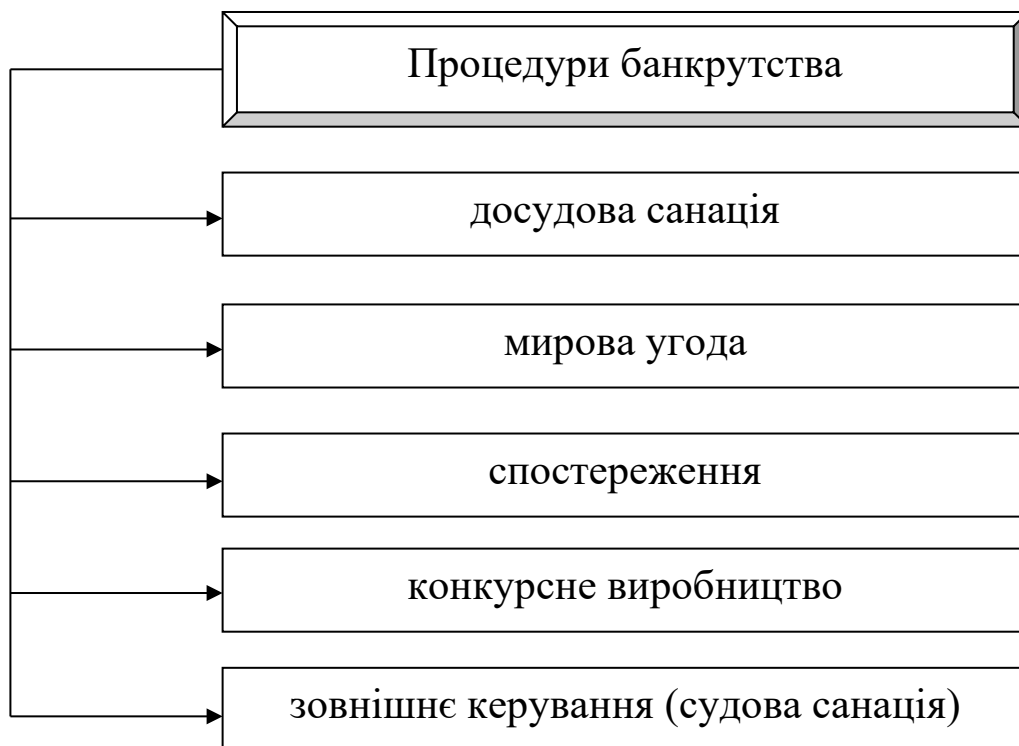 Процедури банкрутства
досудова санація
мирова угода
спостереження
конкурсне виробництво
зовнішнє керування (судова санація)